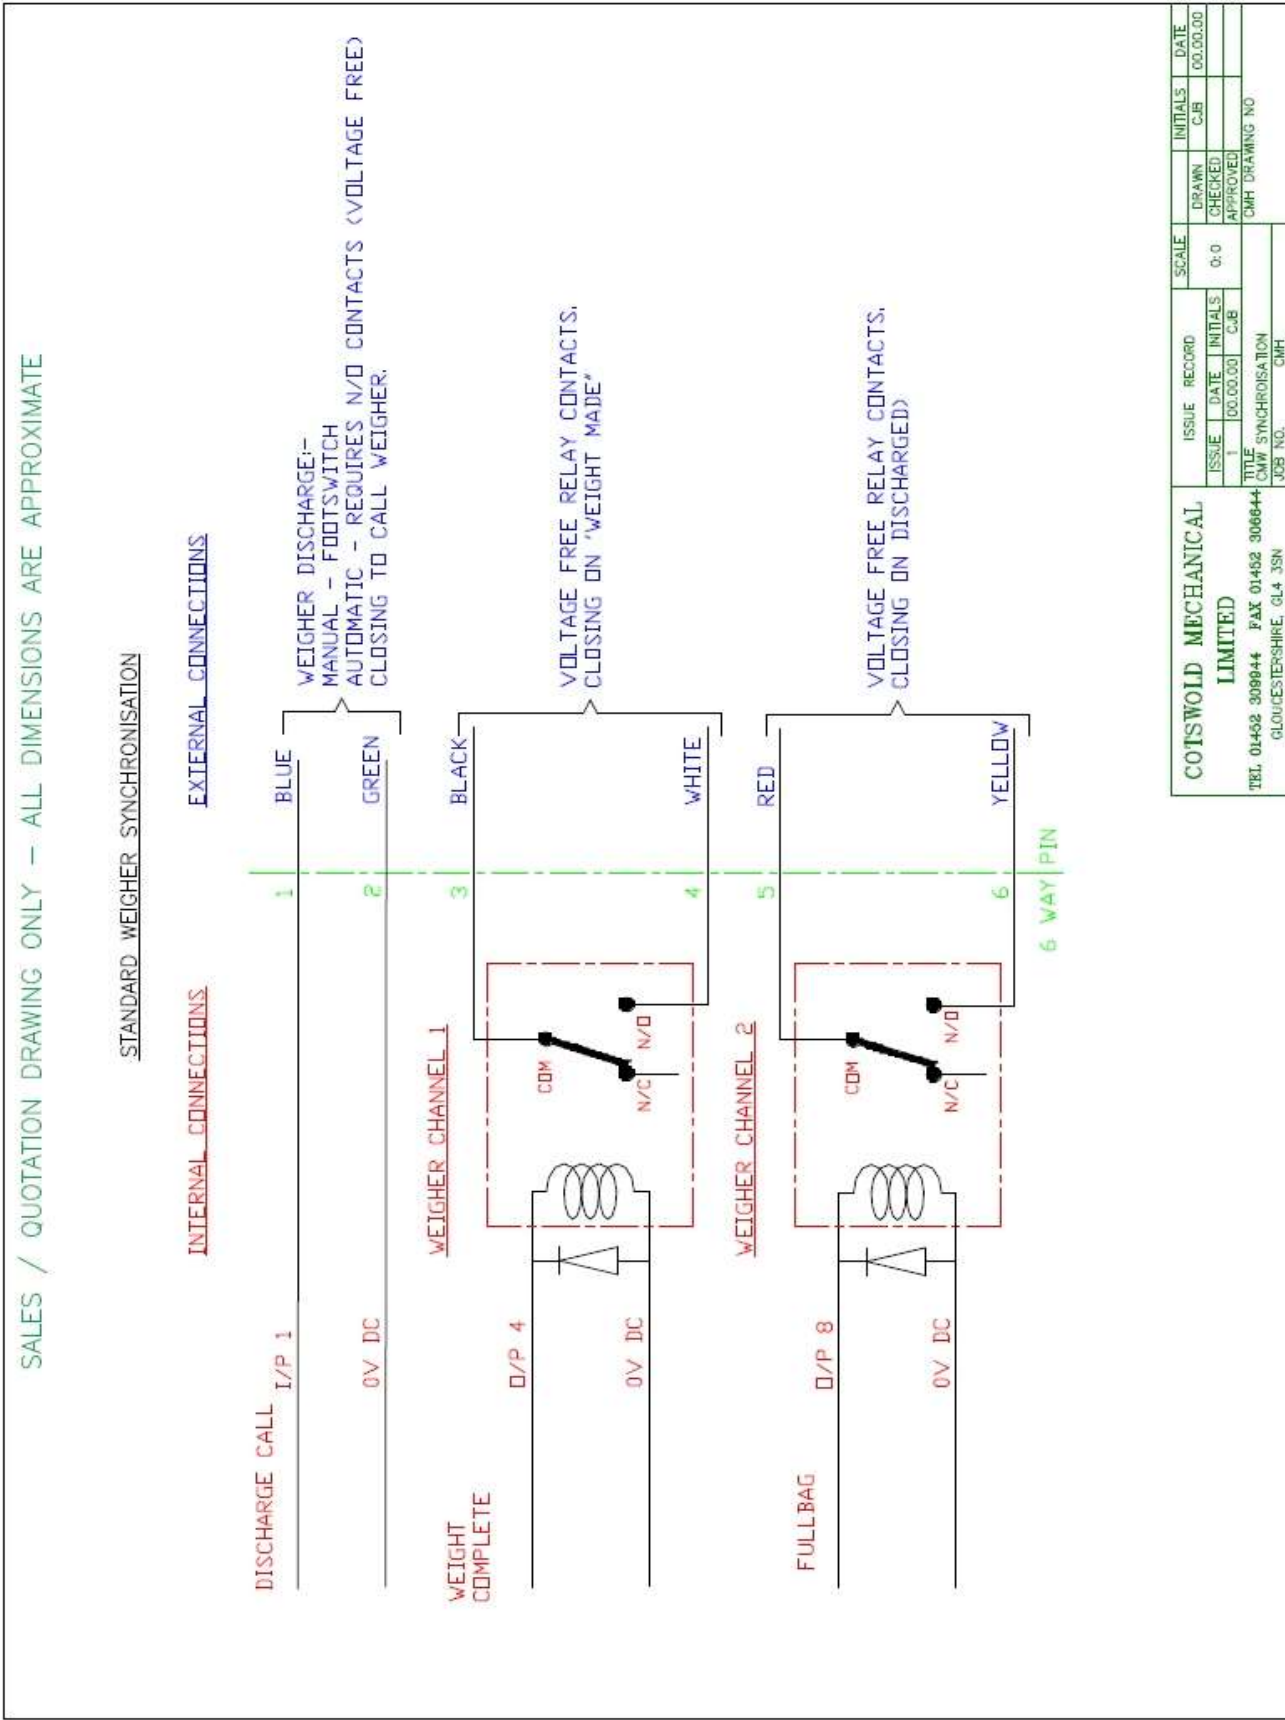 SALES / QUOTATION DRAWING ONLY – ALL DIMENSIONS ARE APPROXIMATE
STANDARD WEIGHER SYNCHRONISATION
INTERNAL CONNECTIONS
EXTERNAL CONNECTIONS
DISCHARGE CALL
I/P 1
1
BLUE
0V DC
2
GREEN
WEIGHER DISCHARGE:-
MANUAL - FOOTSWITCH
AUTOMATIC - REQUIRES N/O CONTACTS (VOLTAGE FREE)
CLOSING TO CALL WEIGHER.
WEIGHER CHANNEL 1
WEIGHT
COMPLETE
O/P 4
0V DC
COM
N/C
N/O
3
BLACK
4
WHITE
VOLTAGE FREE RELAY CONTACTS,
CLOSING ON "WEIGHT MADE"
WEIGHER CHANNEL 2
FULLBAG
O/P 8
0V DC
COM
N/C
N/O
5
RED
6
YELLOW
VOLTAGE FREE RELAY CONTACTS,
CLOSING ON DISCHARGED)
6 WAY PIN
COTSWOLD MECHANICAL
LIMITED
TEL 01452 309944 FAX 01452 306644
GLOUCESTERSHIRE, GL4 3SN
ISSUE RECORD
ISSUE DATE INITIALS
1 00.00.00 CJB
SCALE
0:0
INITIALS DATE
DRAWN CJB 00.00.00
CHECKED
APPROVED
TITLE
CMW SYNCHROISATION
CMH DRAWING NO
JOB NO. CMH